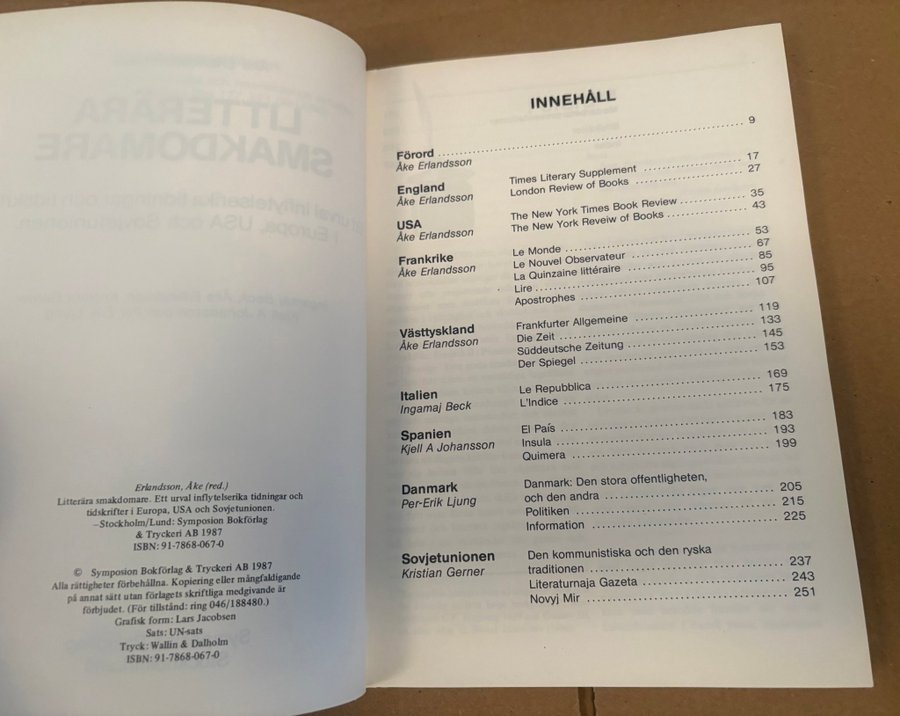 Erlandsson, Åke (red.)
Litterära smakdomare. Ett urval inflytelserika tidningar och
tidskrifter i Europa, USA och Sovjetunionen.
–Stockholm/Lund: Symposion Bokförlag
& Tryckeri AB 1987
ISBN: 91-7868-067-0
© Symposion Bokförlag & Tryckeri AB 1987
Alla rättigheter förbehållna. Kopiering eller mångfaldigande
på annat sätt utan förlagets skriftliga medgivande är
förbjudet. (För tillstånd: ring 046/188480.)
Grafisk form: Lars Jacobsen
Sats: UN-sats
Tryck: Wallin & Dalholm
ISBN: 91-7868-067-0
INNEHÅLL
Förord ........ 9
Åke Erlandsson
England Times Literary Supplement ........ 17
Åke Erlandsson London Review of Books ........ 27
USA The New York Times Book Review ........ 35
Åke Erlandsson The New York Reveiw of Books ........ 43
Frankrike Le Monde ........ 53
Åke Erlandsson Le Nouvel Observateur ........ 67
La Quinzaine littéraire ........ 85
Lire ........ 95
Apostrophes ........ 107
Västtyskland Frankfurter Allgemeine ........ 119
Åke Erlandsson Die Zeit ........ 133
Süddeutsche Zeitung ........ 145
Der Spiegel ........ 153
Italien Le Repubblica ........ 169
Ingamaj Beck L'Indice ........ 175
Spanien El País ........ 183
Kjell A Johansson Insula ........ 193
Quimera ........ 199
Danmark Danmark: Den stora offentligheten,
Per-Erik Ljung och den andra ........ 205
Politiken ........ 215
Information ........ 225
Sovjetunionen Den kommunistiska och den ryska
Kristian Gerner traditionen ........ 237
Literaturnaja Gazeta ........ 243
Novyj Mir ........ 251